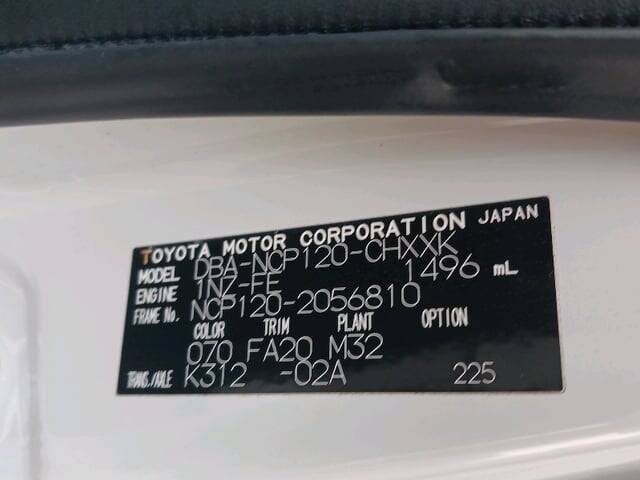 TOYOTA MOTOR CORPORATION JAPAN
MODEL DBA-NCP120-CHXXK
ENGINE 1NZ-FE 1496 mL
FRAME No. NCP120-2056810
COLOR TRIM PLANT OPTION
070 FA20 M32
TRANS./AXLE K312 -02A 225